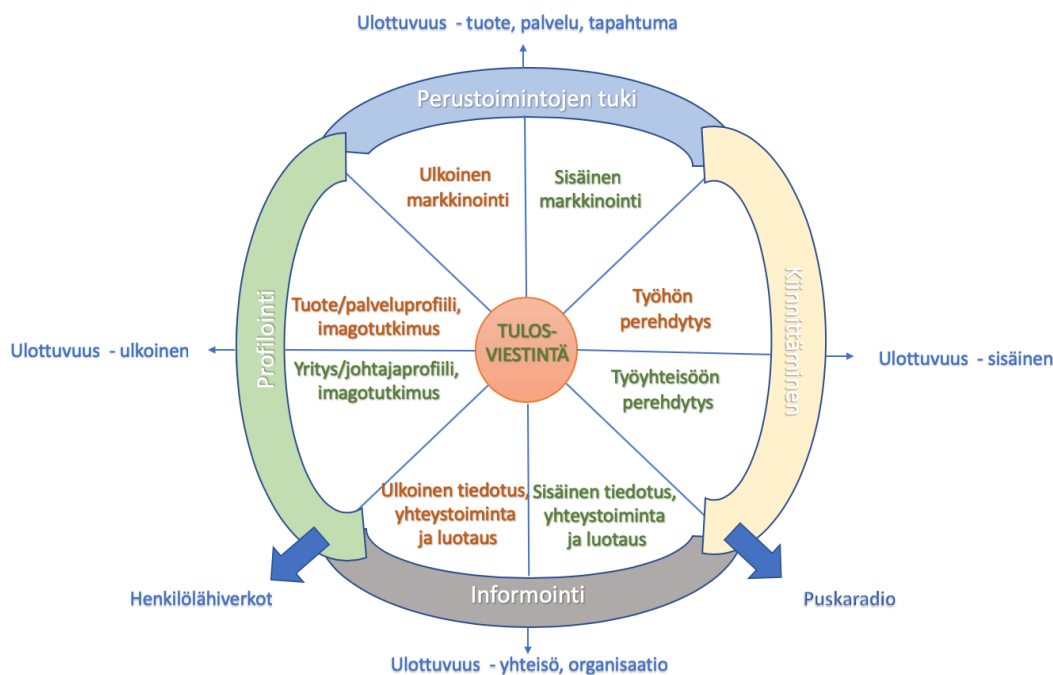 Ulottuvuus - tuote, palvelu, tapahtuma
Perustoimintojen tuki
Ulkoinen
markkinointi
Sisäinen
markkinointi
Profilointi
Kiinnittäminen
Tuote/palveluprofiili,
imagotutkimus
Työhön
perehdytys
TULOS-
VIESTINTÄ
Ulottuvuus - ulkoinen
Ulottuvuus - sisäinen
Yritys/johtajaprofiili,
imagotutkimus
Työyhteisöön
perehdytys
Ulkoinen tiedotus,
yhteystoiminta
ja luotaus
Sisäinen tiedotus,
yhteystoiminta
ja luotaus
Informointi
Henkilölähiverkot
Puskaradio
Ulottuvuus - yhteisö, organisaatio